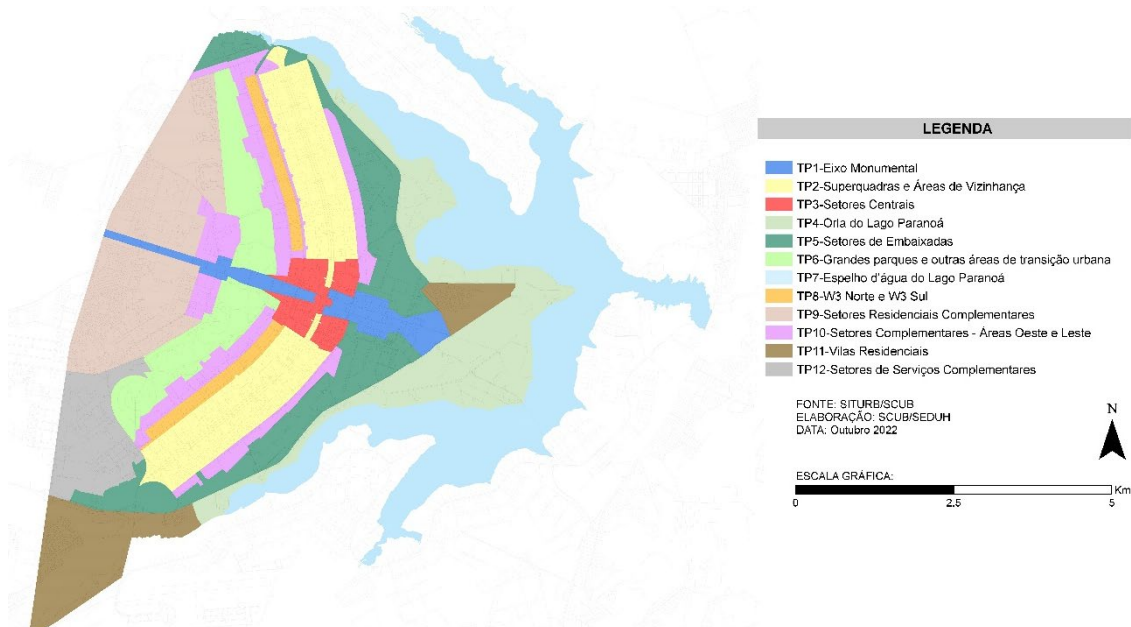 LEGENDA
TP1-Eixo Monumental
TP2-Superquadras e Áreas de Vizinhança
TP3-Setores Centrais
TP4-Orla do Lago Paranoá
TP5-Setores de Embaixadas
TP6-Grandes parques e outras áreas de transição urbana
TP7-Espelho d'água do Lago Paranoá
TP8-W3 Norte e W3 Sul
TP9-Setores Residenciais Complementares
TP10-Setores Complementares - Áreas Oeste e Leste
TP11-Vilas Residenciais
TP12-Setores de Serviços Complementares
FONTE: SITURB/SCUB
ELABORAÇÃO: SCUB/SEDUH
DATA: Outubro 2022
N
ESCALA GRÁFICA:
Km
0 2.5 5